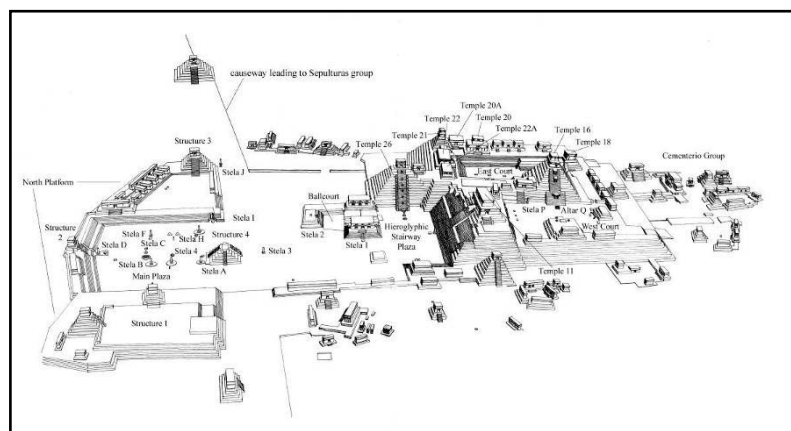 causeway leading to Sepulturas group
Temple 20A
Temple 22
Temple 20
Temple 21
Temple 22A
Temple 16
Temple 26
Temple 18
Structure 3
Stela J
Cementerio Group
East Court
North Platform
Ballcourt
Stela I
Stela P
Altar Q
Structure
2
Stela F
Stela C
Stela H
Structure 4
Stela 2
Hieroglyphic
Stairway
Plaza
West Court
Stela D
Stela 4
Stela 3
Stela 1
Stela B
Stela A
Main Plaza
Temple 11
Structure 1